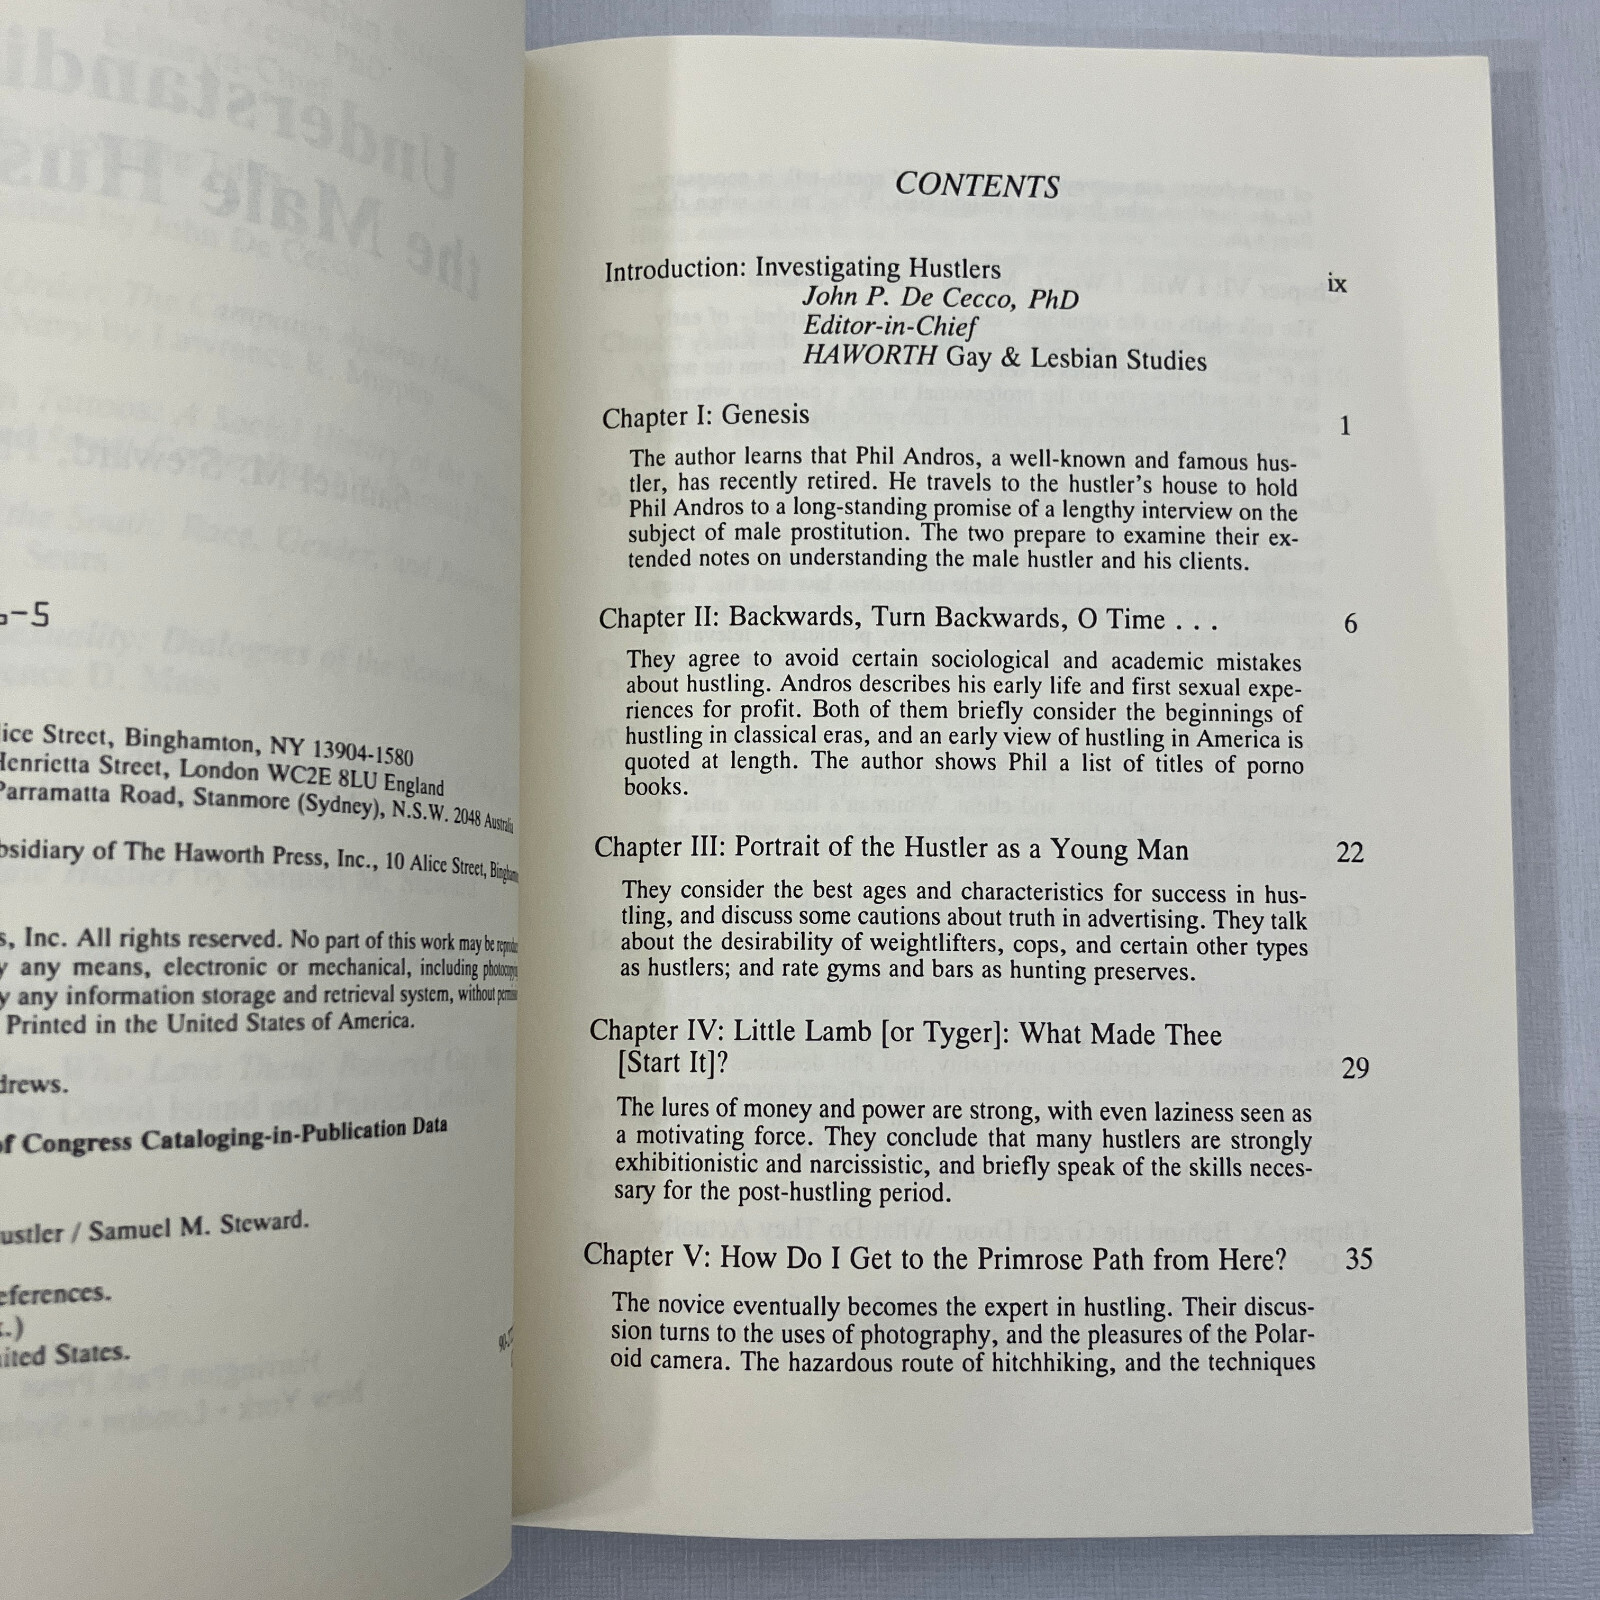 -5
ice Street, Binghamton, NY 13904-1580
Henrietta Street, London WC2E 8LU England
Parramatta Road, Stanmore (Sydney), N.S.W. 2048 Australia
bsidiary of The Haworth Press, Inc., 10 Alice Street,
s, Inc. All rights reserved. No part of this work may be
y any means, electronic or mechanical, including
y any information storage and retrieval system, without
Printed in the United States of America.
drews.
of Congress Cataloging-in-Publication Data
ustler / Samuel M. Steward.
eferences.
.)
ited States.
CONTENTS
Introduction: Investigating Hustlers ix
John P. De Cecco, PhD
Editor-in-Chief
HAWORTH Gay & Lesbian Studies
Chapter I: Genesis 1
The author learns that Phil Andros, a well-known and famous hus-
tler, has recently retired. He travels to the hustler's house to hold
Phil Andros to a long-standing promise of a lengthy interview on the
subject of male prostitution. The two prepare to examine their ex-
tended notes on understanding the male hustler and his clients.
Chapter II: Backwards, Turn Backwards, O Time . . . 6
They agree to avoid certain sociological and academic mistakes
about hustling. Andros describes his early life and first sexual expe-
riences for profit. Both of them briefly consider the beginnings of
hustling in classical eras, and an early view of hustling in America is
quoted at length. The author shows Phil a list of titles of porno
books.
Chapter III: Portrait of the Hustler as a Young Man 22
They consider the best ages and characteristics for success in hus-
tling, and discuss some cautions about truth in advertising. They talk
about the desirability of weightlifters, cops, and certain other types
as hustlers; and rate gyms and bars as hunting preserves.
Chapter IV: Little Lamb [or Tyger]: What Made Thee
[Start It]? 29
The lures of money and power are strong, with even laziness seen as
a motivating force. They conclude that many hustlers are strongly
exhibitionistic and narcissistic, and briefly speak of the skills neces-
sary for the post-hustling period.
Chapter V: How Do I Get to the Primrose Path from Here? 35
The novice eventually becomes the expert in hustling. Their discus-
sion turns to the uses of photography, and the pleasures of the Polar-
oid camera. The hazardous route of hitchhiking, and the techniques